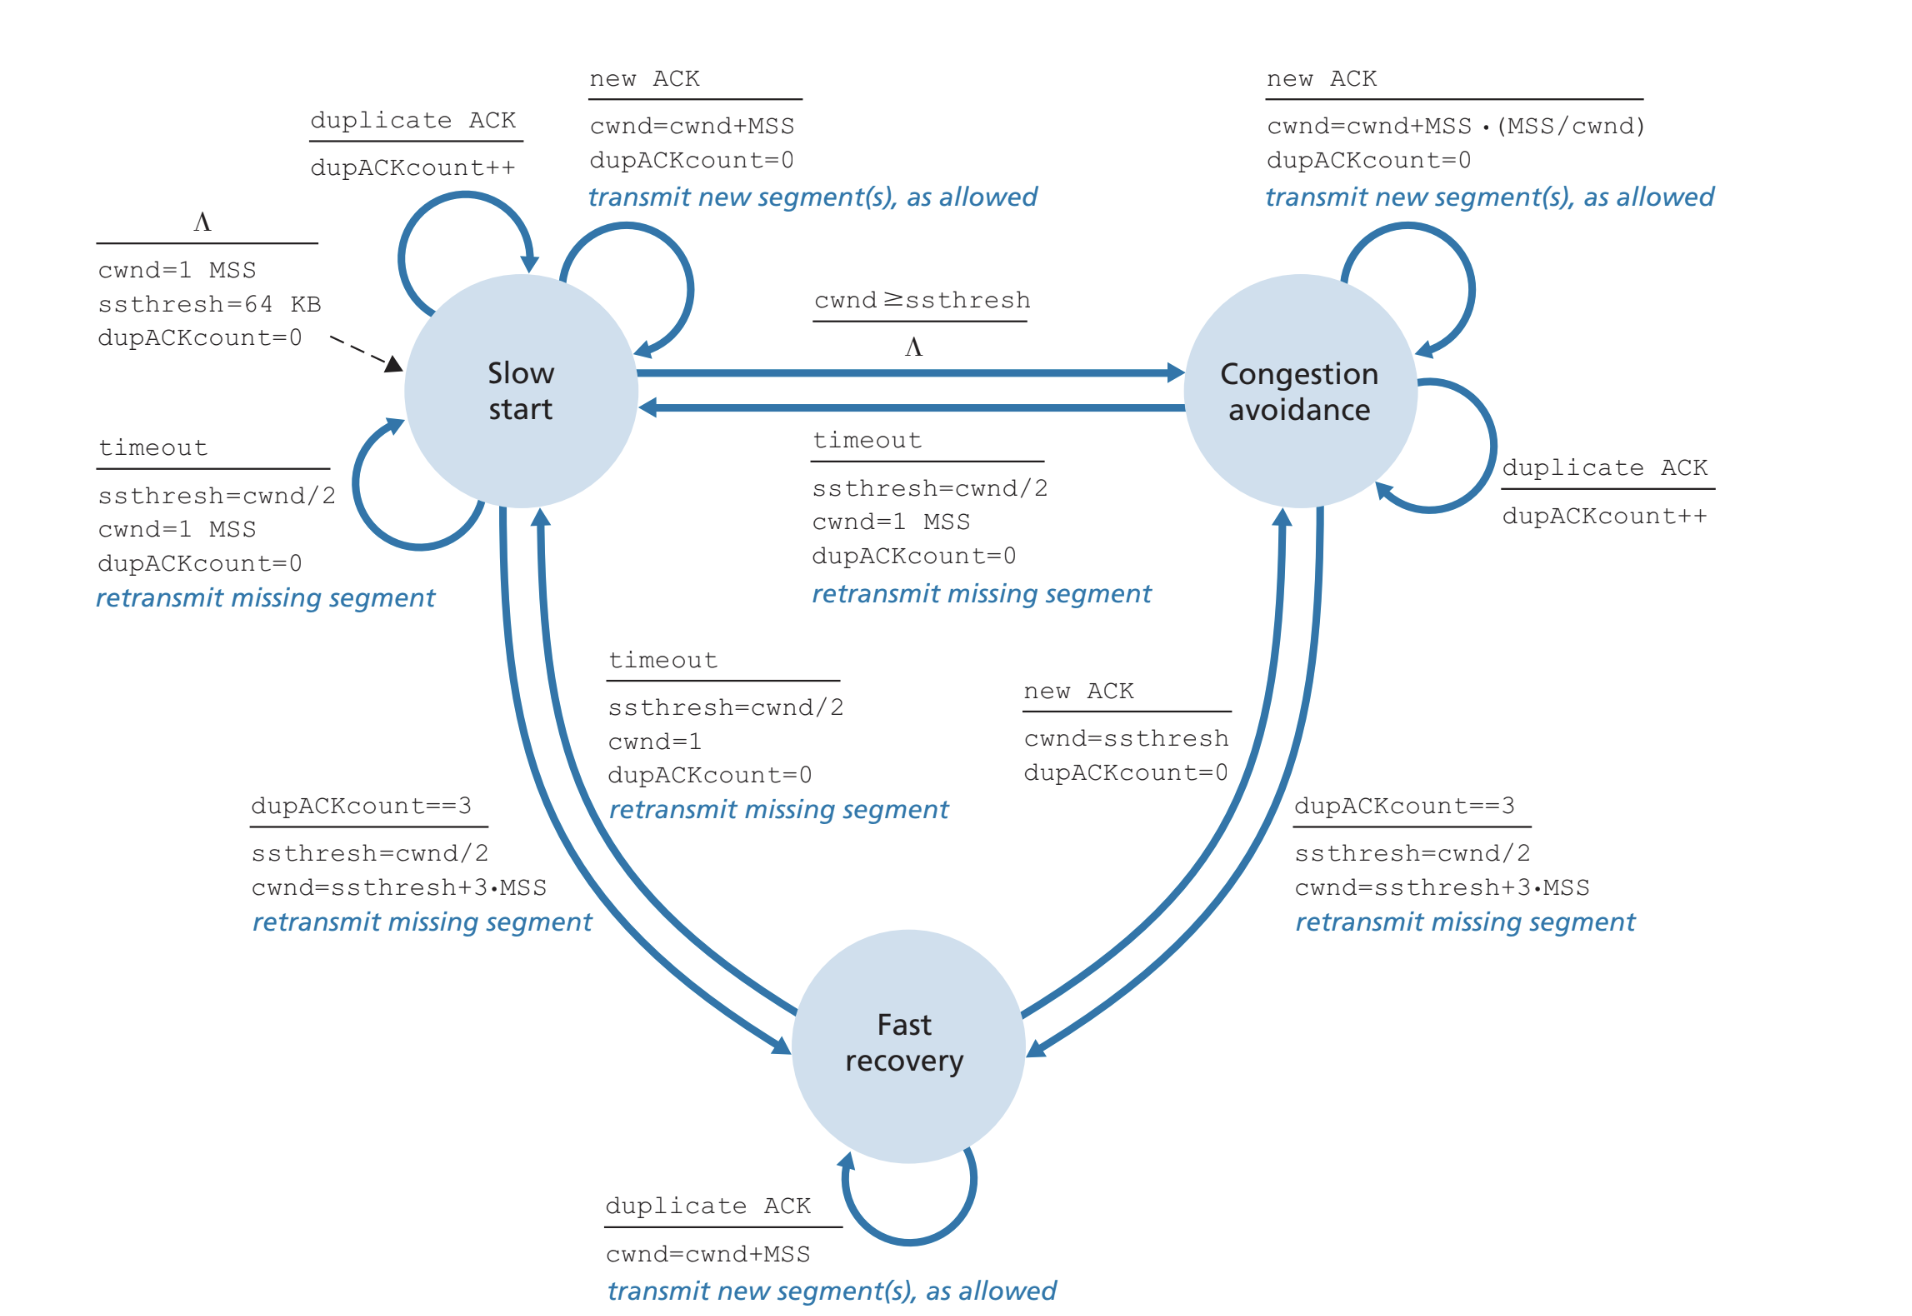 new ACK
cwnd=cwnd+MSS
dupACKcount=0
transmit new segment(s), as allowed
new ACK
cwnd=cwnd+MSS·(MSS/cwnd)
dupACKcount=0
transmit new segment(s), as allowed
duplicate ACK
dupACKcount++
Λ
cwnd=1 MSS
ssthresh=64 KB
dupACKcount=0
cwnd≥ssthresh
Λ
Slow
start
Congestion
avoidance
timeout
ssthresh=cwnd/2
cwnd=1 MSS
dupACKcount=0
retransmit missing segment
timeout
ssthresh=cwnd/2
cwnd=1 MSS
dupACKcount=0
retransmit missing segment
duplicate ACK
dupACKcount++
timeout
ssthresh=cwnd/2
cwnd=1
dupACKcount=0
retransmit missing segment
new ACK
cwnd=ssthresh
dupACKcount=0
dupACKcount==3
ssthresh=cwnd/2
cwnd=ssthresh+3·MSS
retransmit missing segment
dupACKcount==3
ssthresh=cwnd/2
cwnd=ssthresh+3·MSS
retransmit missing segment
Fast
recovery
duplicate ACK
cwnd=cwnd+MSS
transmit new segment(s), as allowed